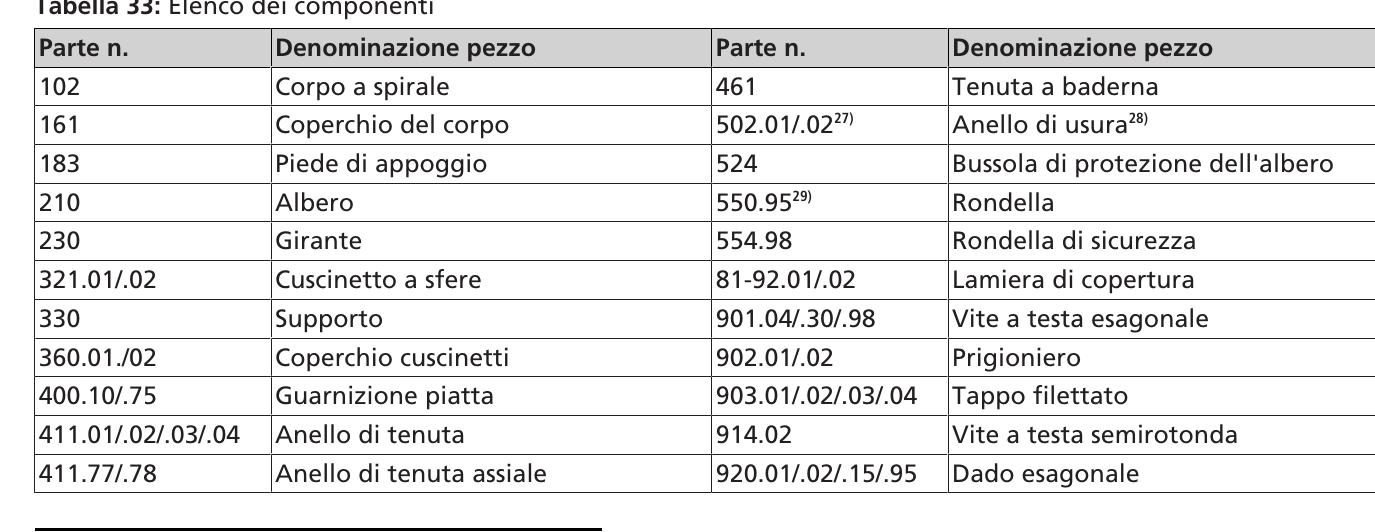 Tabella 33: Elenco dei componenti
Parte n. Denominazione pezzo Parte n. Denominazione pezzo
102 Corpo a spirale 461 Tenuta a baderna
161 Coperchio del corpo 502.01/.02²⁷⁾ Anello di usura²⁸⁾
183 Piede di appoggio 524 Bussola di protezione dell'albero
210 Albero 550.95²⁹⁾ Rondella
230 Girante 554.98 Rondella di sicurezza
321.01/.02 Cuscinetto a sfere 81-92.01/.02 Lamiera di copertura
330 Supporto 901.04/.30/.98 Vite a testa esagonale
360.01./02 Coperchio cuscinetti 902.01/.02 Prigioniero
400.10/.75 Guarnizione piatta 903.01/.02/.03/.04 Tappo filettato
411.01/.02/.03/.04 Anello di tenuta 914.02 Vite a testa semirotonda
411.77/.78 Anello di tenuta assiale 920.01/.02/.15/.95 Dado esagonale